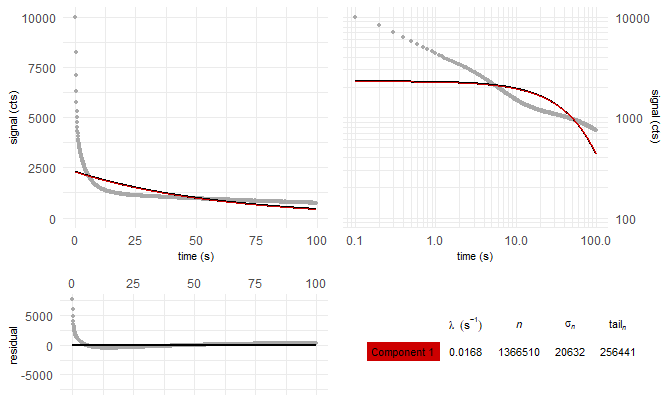 10000
7500
5000
2500
0
signal (cts)
0 25 50 75 100
time (s)
10000
1000
100
signal (cts)
0.1 1.0 10.0 100.0
time (s)
0 25 50 75 100
5000
0
-5000
residual
λ (s⁻¹) n σₙ tailₙ
Component 1: 0.0168 1366510 20632 256441